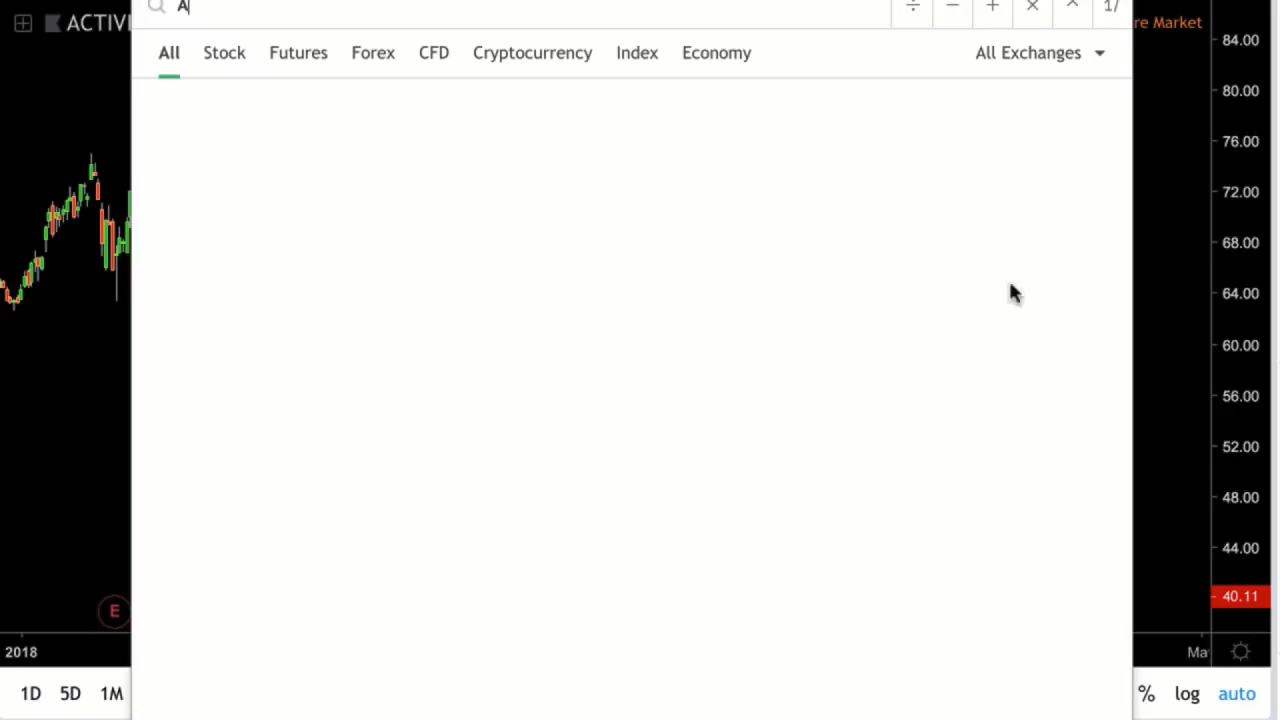 A
÷ − + × ^ 1/
ACTIVI
re Market
All Stock Futures Forex CFD Cryptocurrency Index Economy All Exchanges
84.00
80.00
76.00
72.00
68.00
64.00
60.00
56.00
52.00
48.00
44.00
40.11
E
2018
Ma
1D 5D 1M % log auto